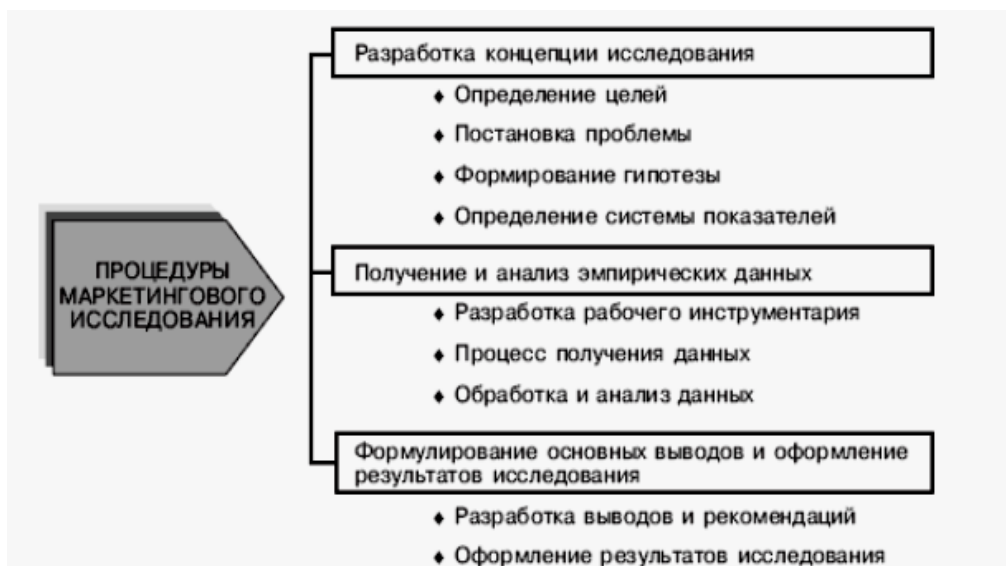 Разработка концепции исследования
♦ Определение целей
♦ Постановка проблемы
♦ Формирование гипотезы
♦ Определение системы показателей
ПРОЦЕДУРЫ
МАРКЕТИНГОВОГО
ИССЛЕДОВАНИЯ
Получение и анализ эмпирических данных
♦ Разработка рабочего инструментария
♦ Процесс получения данных
♦ Обработка и анализ данных
Формулирование основных выводов и оформление
результатов исследования
♦ Разработка выводов и рекомендаций
♦ Оформление результатов исследования